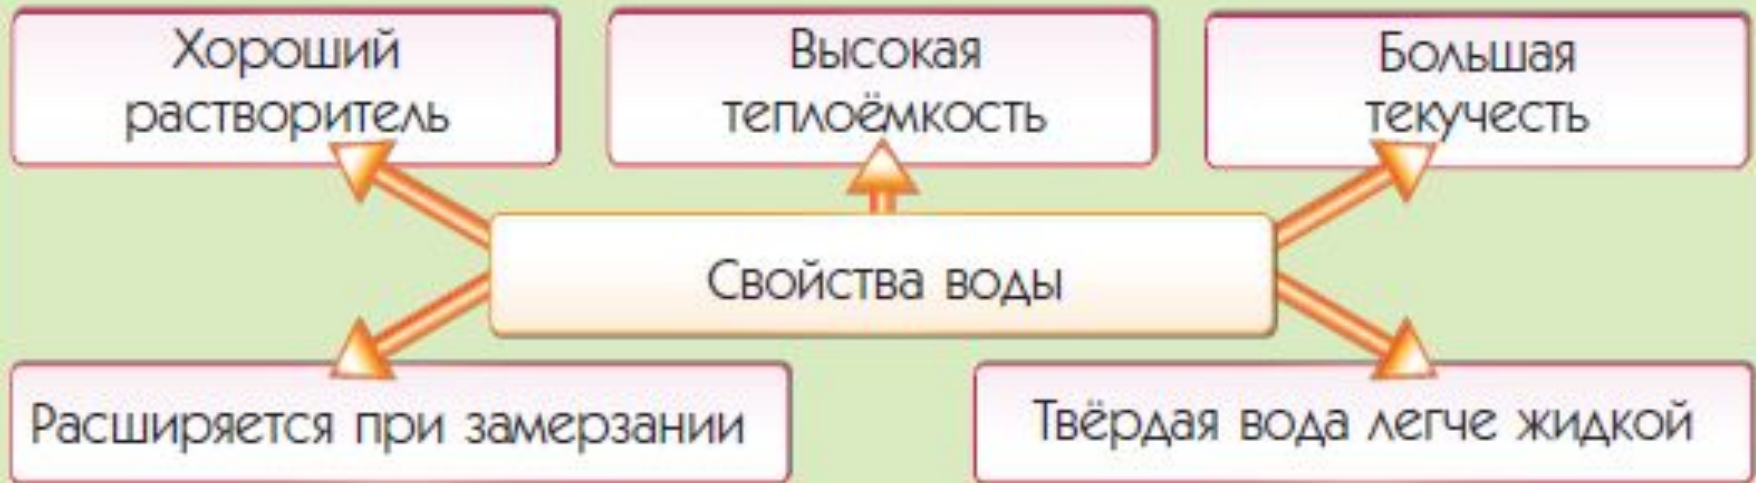 Хороший
растворитель
Высокая
теплоёмкость
Большая
текучесть
Свойства воды
Расширяется при замерзании
Твёрдая вода легче жидкой